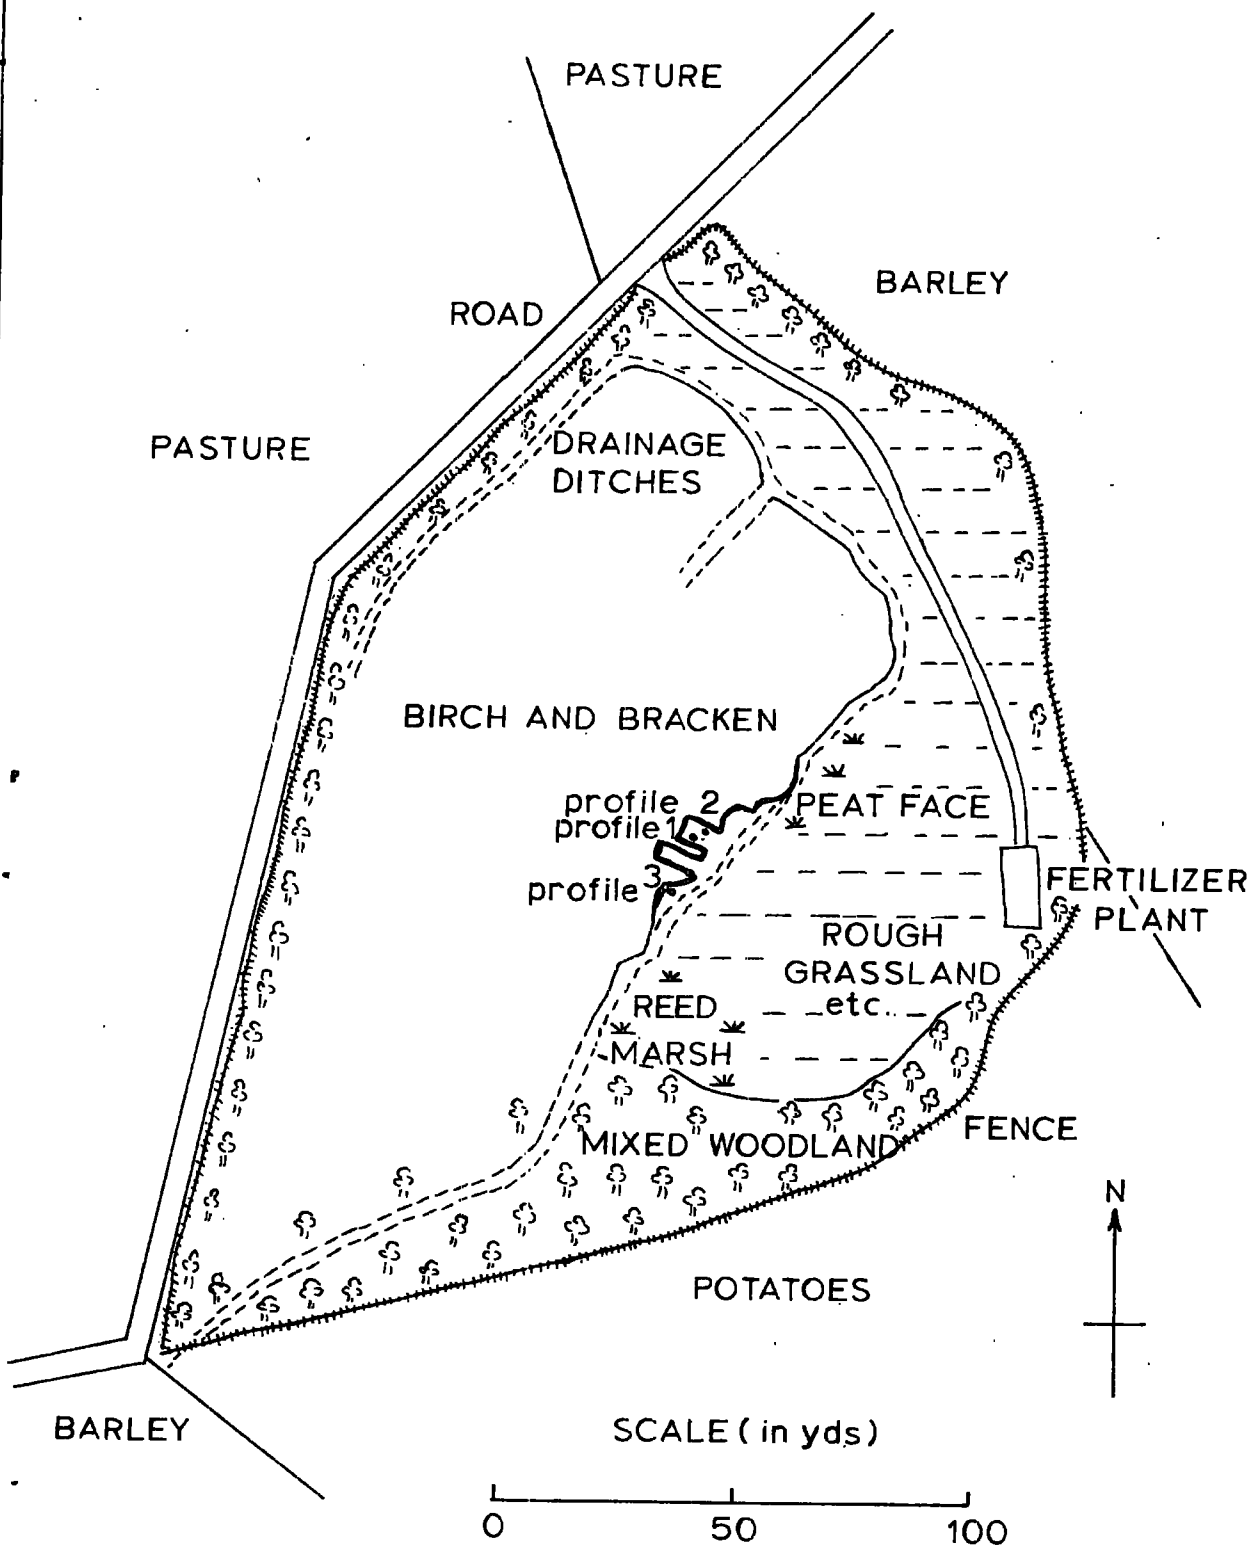 PASTURE
BARLEY
ROAD
PASTURE
DRAINAGE
DITCHES
BIRCH AND BRACKEN
profile 2
PEAT FACE
profile 1
profile 3
FERTILIZER
PLANT
ROUGH
GRASSLAND
etc.
REED
MARSH
MIXED WOODLAND
FENCE
N
POTATOES
BARLEY
SCALE (in yds)
0 50 100